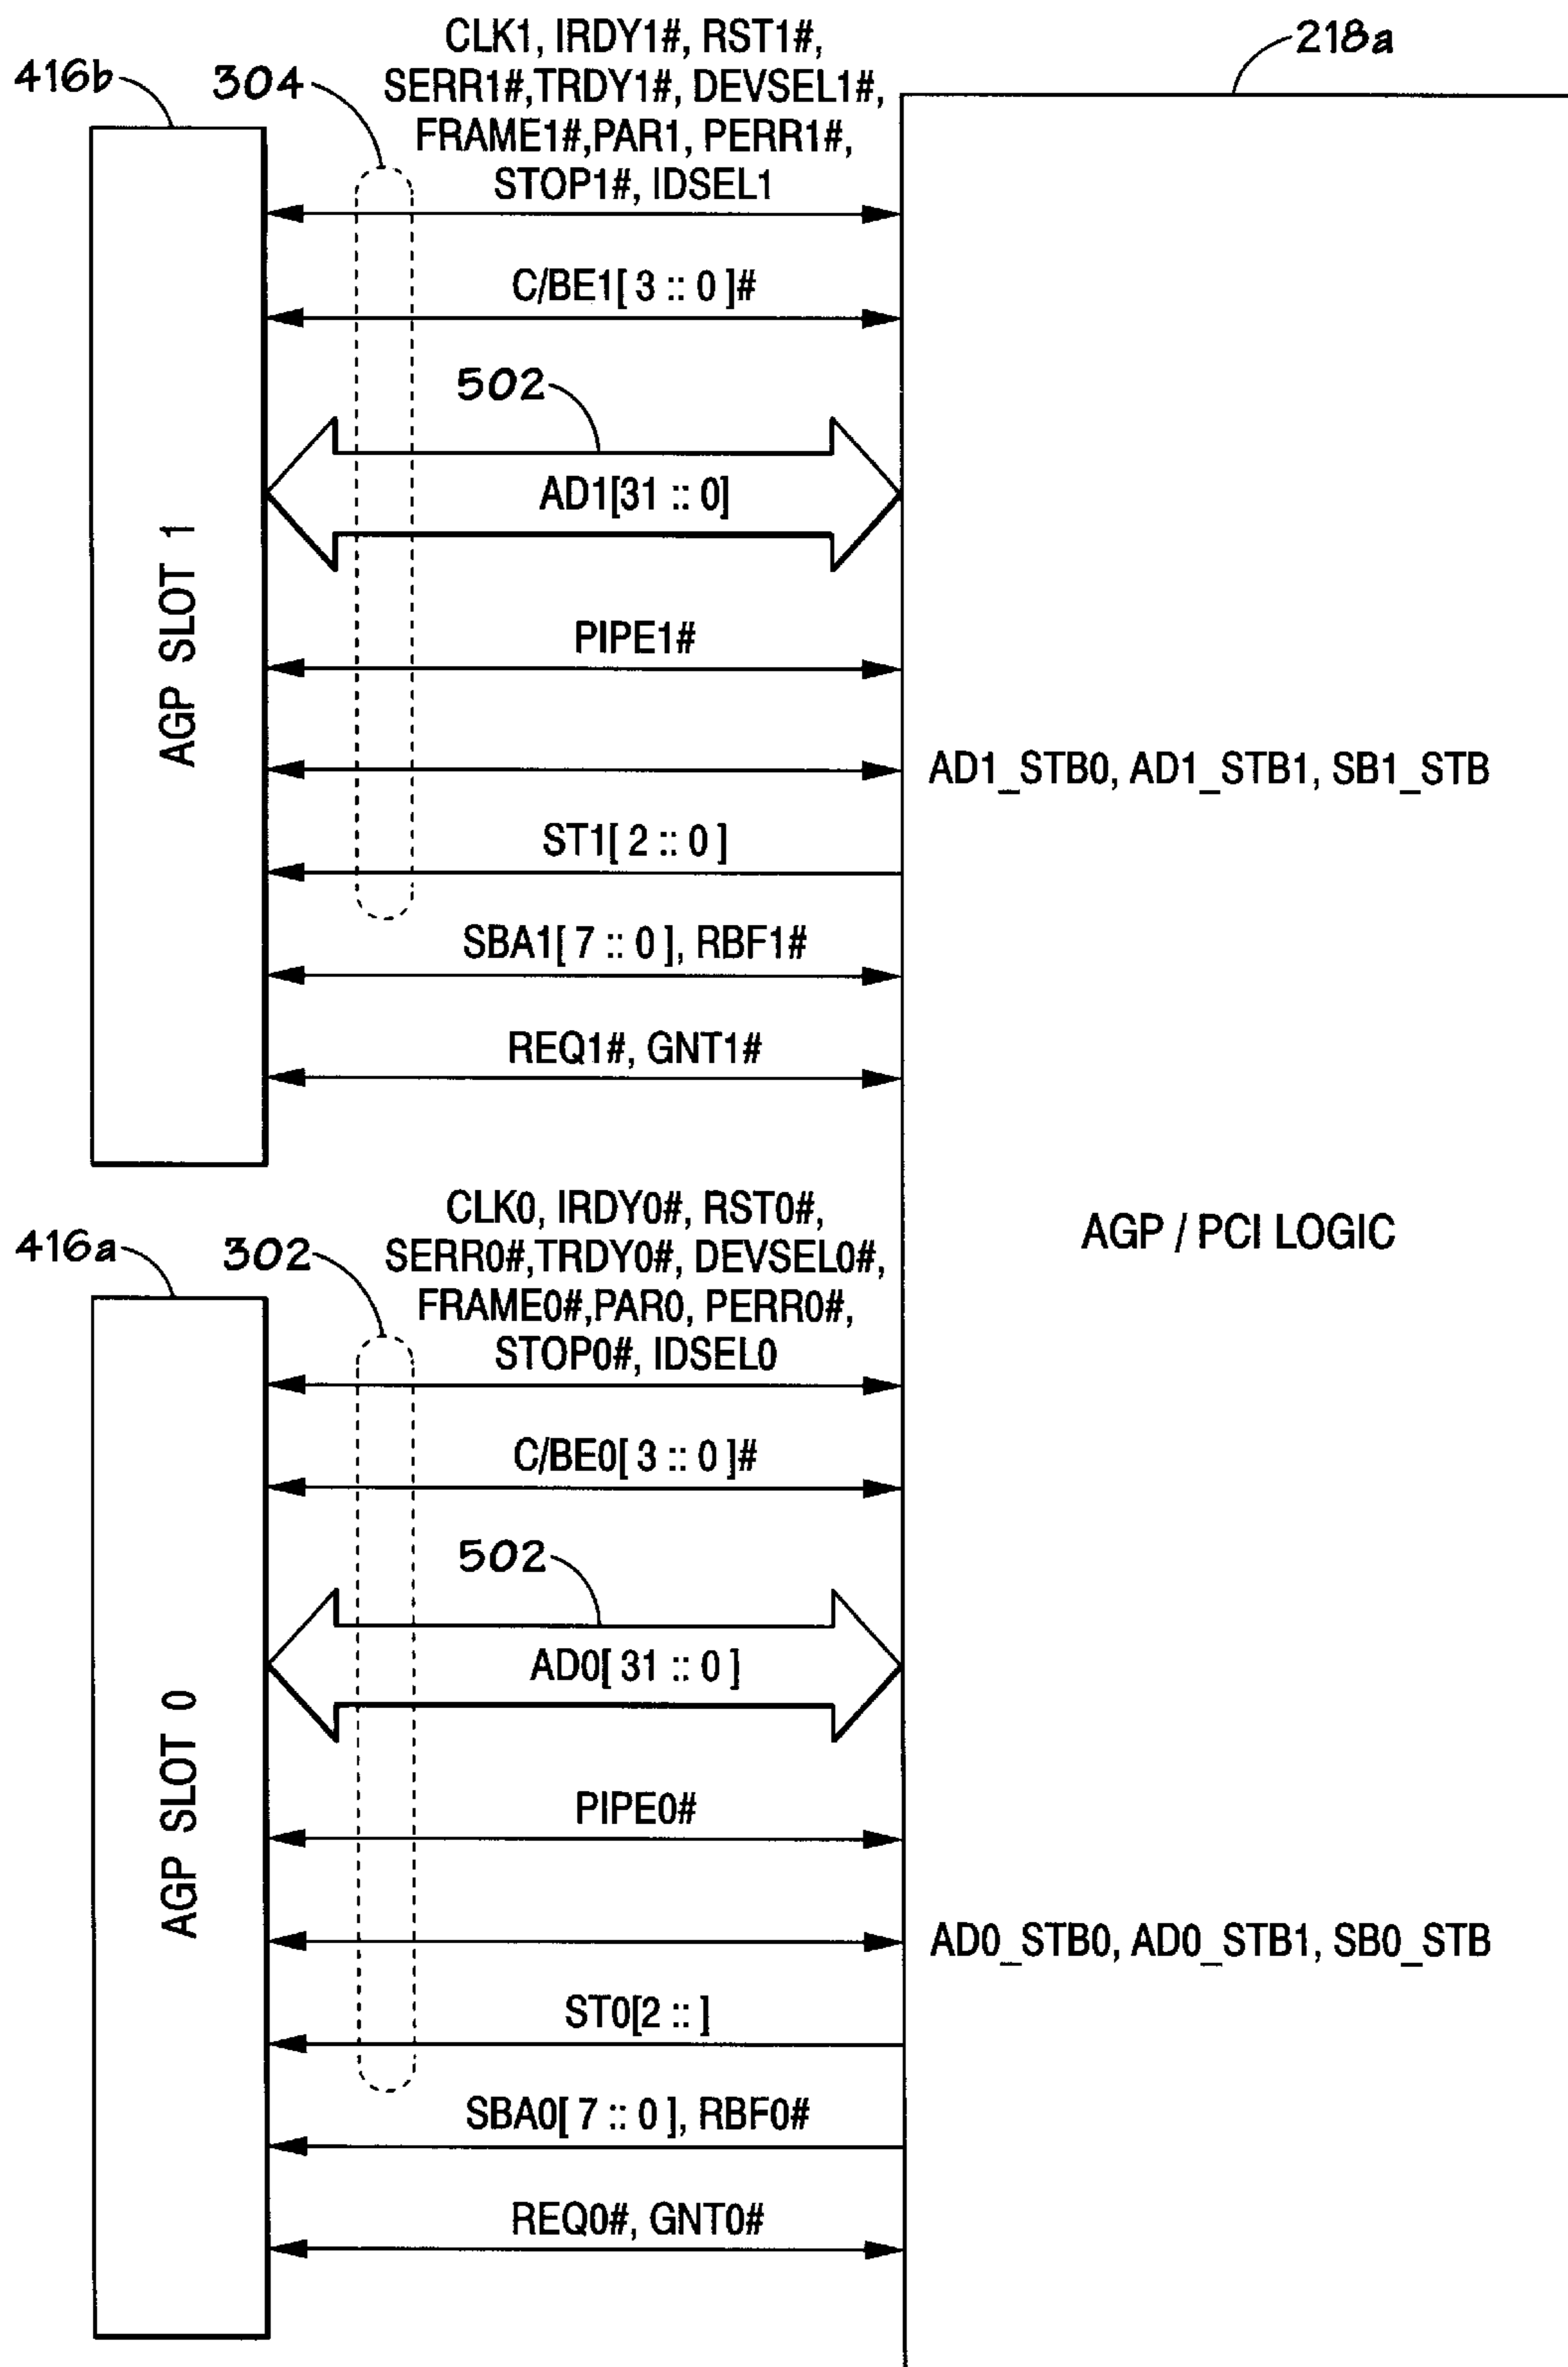 416b
304
CLK1, IRDY1#, RST1#,
SERR1#,TRDY1#, DEVSEL1#,
FRAME1#,PAR1, PERR1#,
STOP1#, IDSEL1
218a
C/BE1[ 3 :: 0 ]#
502
AD1[31 :: 0]
AGP SLOT 1
PIPE1#
AD1_STB0, AD1_STB1, SB1_STB
ST1[ 2 :: 0 ]
SBA1[ 7 :: 0 ], RBF1#
REQ1#, GNT1#
AGP / PCI LOGIC
416a
302
CLK0, IRDY0#, RST0#,
SERR0#,TRDY0#, DEVSEL0#,
FRAME0#,PAR0, PERR0#,
STOP0#, IDSEL0
C/BE0[ 3 :: 0 ]#
502
AD0[ 31 :: 0 ]
AGP SLOT 0
PIPE0#
AD0_STB0, AD0_STB1, SB0_STB
ST0[2 :: ]
SBA0[ 7 :: 0 ], RBF0#
REQ0#, GNT0#